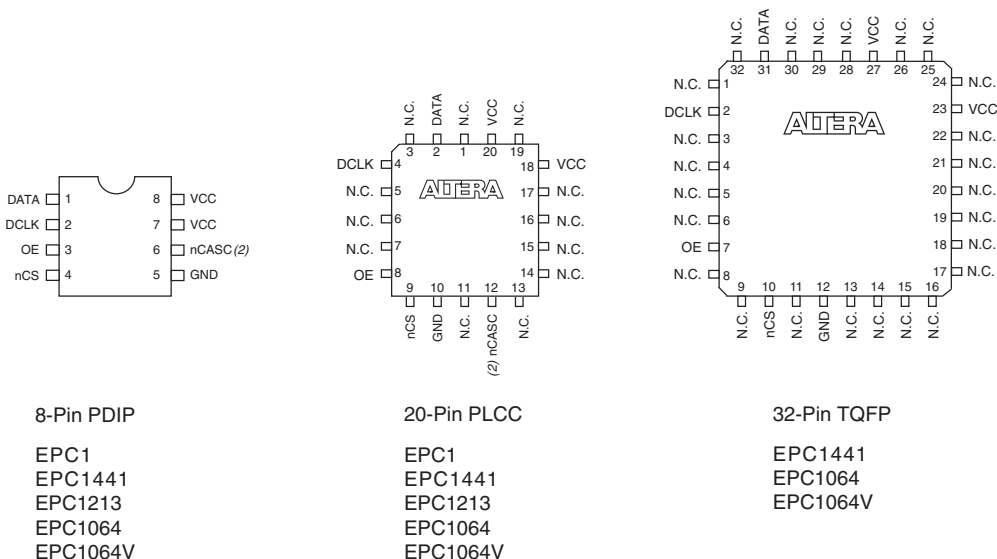 DATA 1 8 VCC
DCLK 2 7 VCC
OE 3 6 nCASC (2)
nCS 4 5 GND
8-Pin PDIP
EPC1
EPC1441
EPC1213
EPC1064
EPC1064V
N.C. DATA N.C. VCC N.C.
3 2 1 20 19
DCLK 4 18 VCC
N.C. 5 ALTERA 17 N.C.
N.C. 6 16 N.C.
N.C. 7 15 N.C.
OE 8 14 N.C.
9 10 11 12 13
nCS GND N.C. (2) nCASC N.C.
20-Pin PLCC
EPC1
EPC1441
EPC1213
EPC1064
EPC1064V
N.C. DATA N.C. N.C. N.C. VCC N.C. N.C.
32 31 30 29 28 27 26 25
N.C. 1 24 N.C.
DCLK 2 ALTERA 23 VCC
N.C. 3 22 N.C.
N.C. 4 21 N.C.
N.C. 5 20 N.C.
N.C. 6 19 N.C.
OE 7 18 N.C.
N.C. 8 17 N.C.
9 10 11 12 13 14 15 16
N.C. nCS N.C. GND N.C. N.C. N.C. N.C.
32-Pin TQFP
EPC1441
EPC1064
EPC1064V